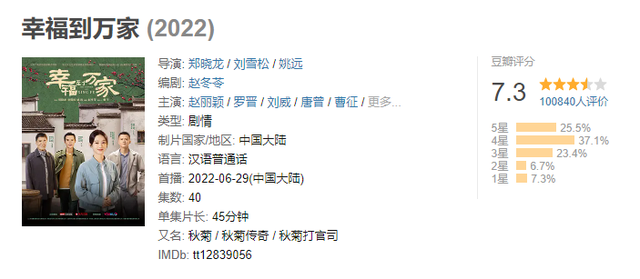 幸福到万家 (2022)
幸福到万家
导演: 郑晓龙 / 刘雪松 / 姚远
编剧: 赵冬苓
主演: 赵丽颖 / 罗晋 / 刘威 / 唐曾 / 曹征 / 更多...
类型: 剧情
制片国家/地区: 中国大陆
语言: 汉语普通话
首播: 2022-06-29(中国大陆)
集数: 40
单集片长: 45分钟
又名: 秋菊 / 秋菊传奇 / 秋菊打官司
IMDb: tt12839056
豆瓣评分
7.3
100840人评价
5星 25.5%
4星 37.1%
3星 23.4%
2星 6.7%
1星 7.3%